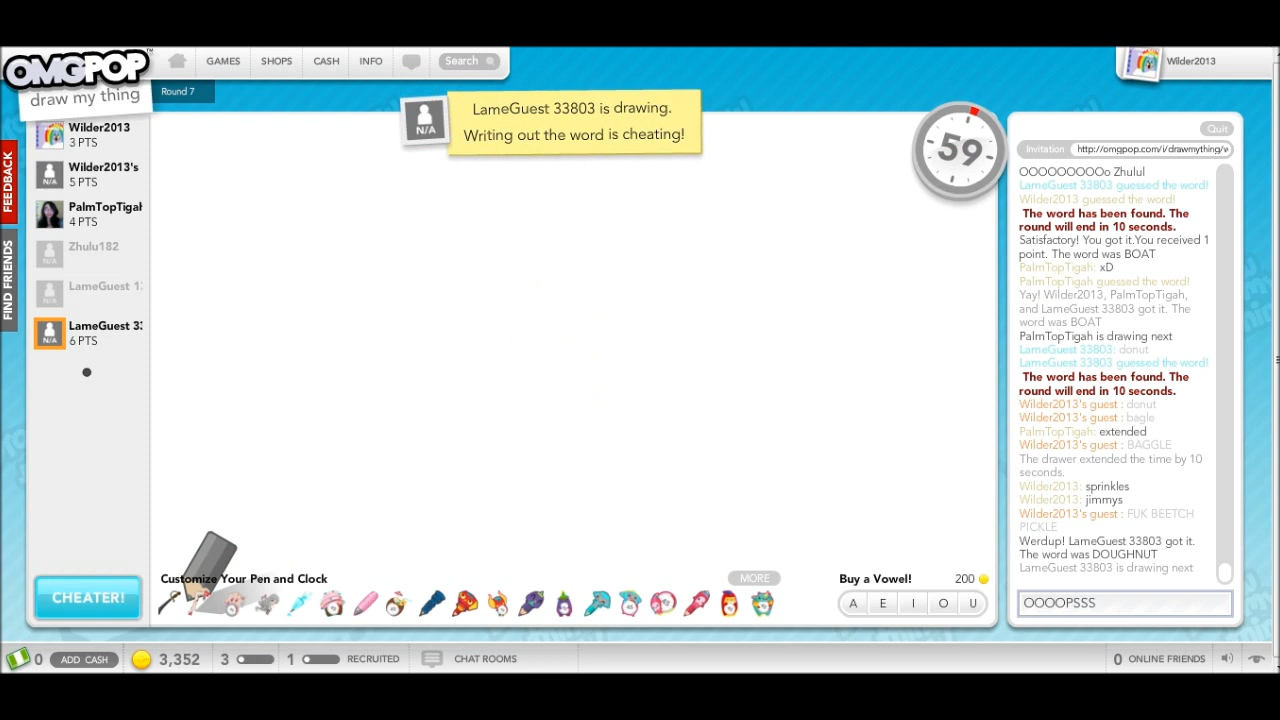 OMGPOP
draw my thing
GAMES
SHOPS
CASH
INFO
Search
Wilder2013
Round 7
LameGuest 33803 is drawing.
Writing out the word is cheating!
59
FEEDBACK
FIND FRIENDS
Wilder2013
3 PTS
Wilder2013's
5 PTS
PalmTopTigah
4 PTS
Zhulu182
LameGuest 1
LameGuest 33
6 PTS
CHEATER!
Customize Your Pen and Clock
MORE
Buy a Vowel!
200
A E I O U
Quit
Invitation http://omgpop.com/i/drawmything/
OOOOOOOOOo Zhulul
LameGuest 33803 guessed the word!
Wilder2013 guessed the word!
The word has been found. The
round will end in 10 seconds.
Satisfactory! You got it.You received 1
point. The word was BOAT
PalmTopTigah: xD
PalmTopTigah guessed the word!
Yay! Wilder2013, PalmTopTigah,
and LameGuest 33803 got it. The
word was BOAT
PalmTopTigah is drawing next
LameGuest 33803: donut
LameGuest 33803 guessed the word!
The word has been found. The
round will end in 10 seconds.
Wilder2013's guest : donut
Wilder2013's guest : bagle
PalmTopTigah: extended
Wilder2013's guest : BAGGLE
The drawer extended the time by 10
seconds.
Wilder2013: sprinkles
Wilder2013: jimmys
Wilder2013's guest : FUK BEETCH
PICKLE
Werdup! LameGuest 33803 got it.
The word was DOUGHNUT
LameGuest 33803 is drawing next
OOOOPSSS
0 ADD CASH
3,352
3
1
RECRUITED
CHAT ROOMS
0 ONLINE FRIENDS